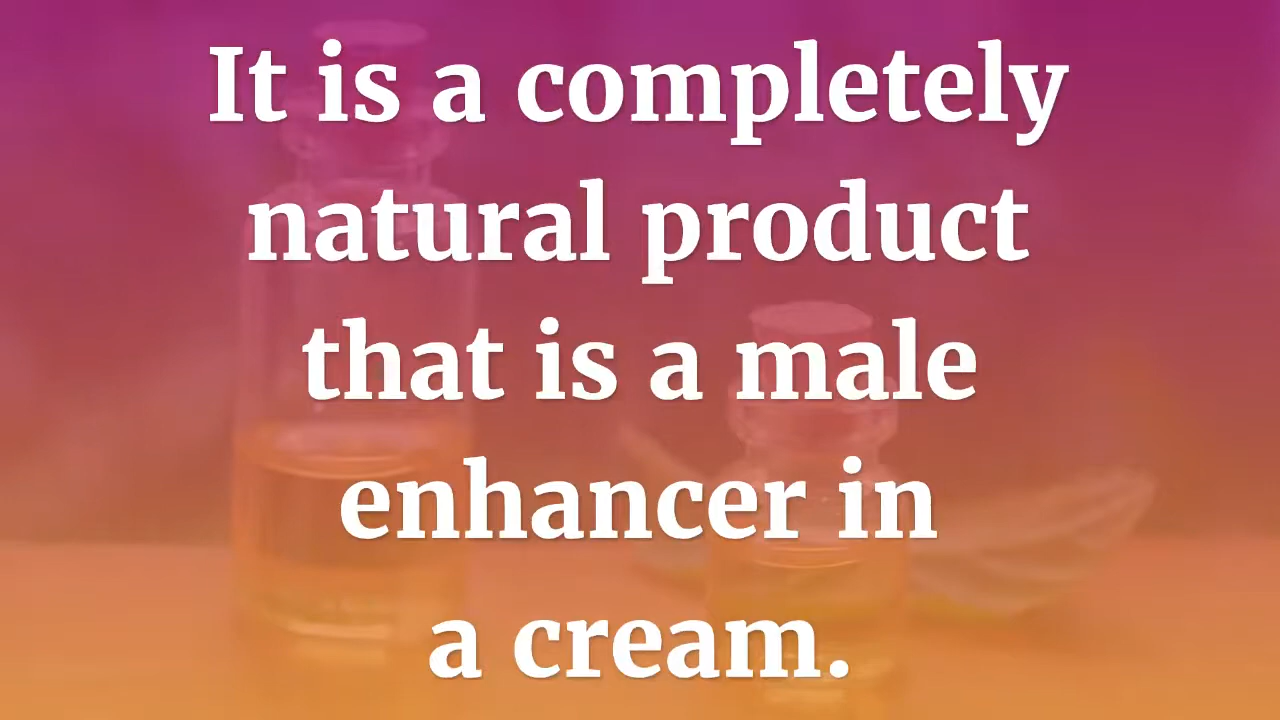 It is a completely
natural product
that is a male
enhancer in
a cream.